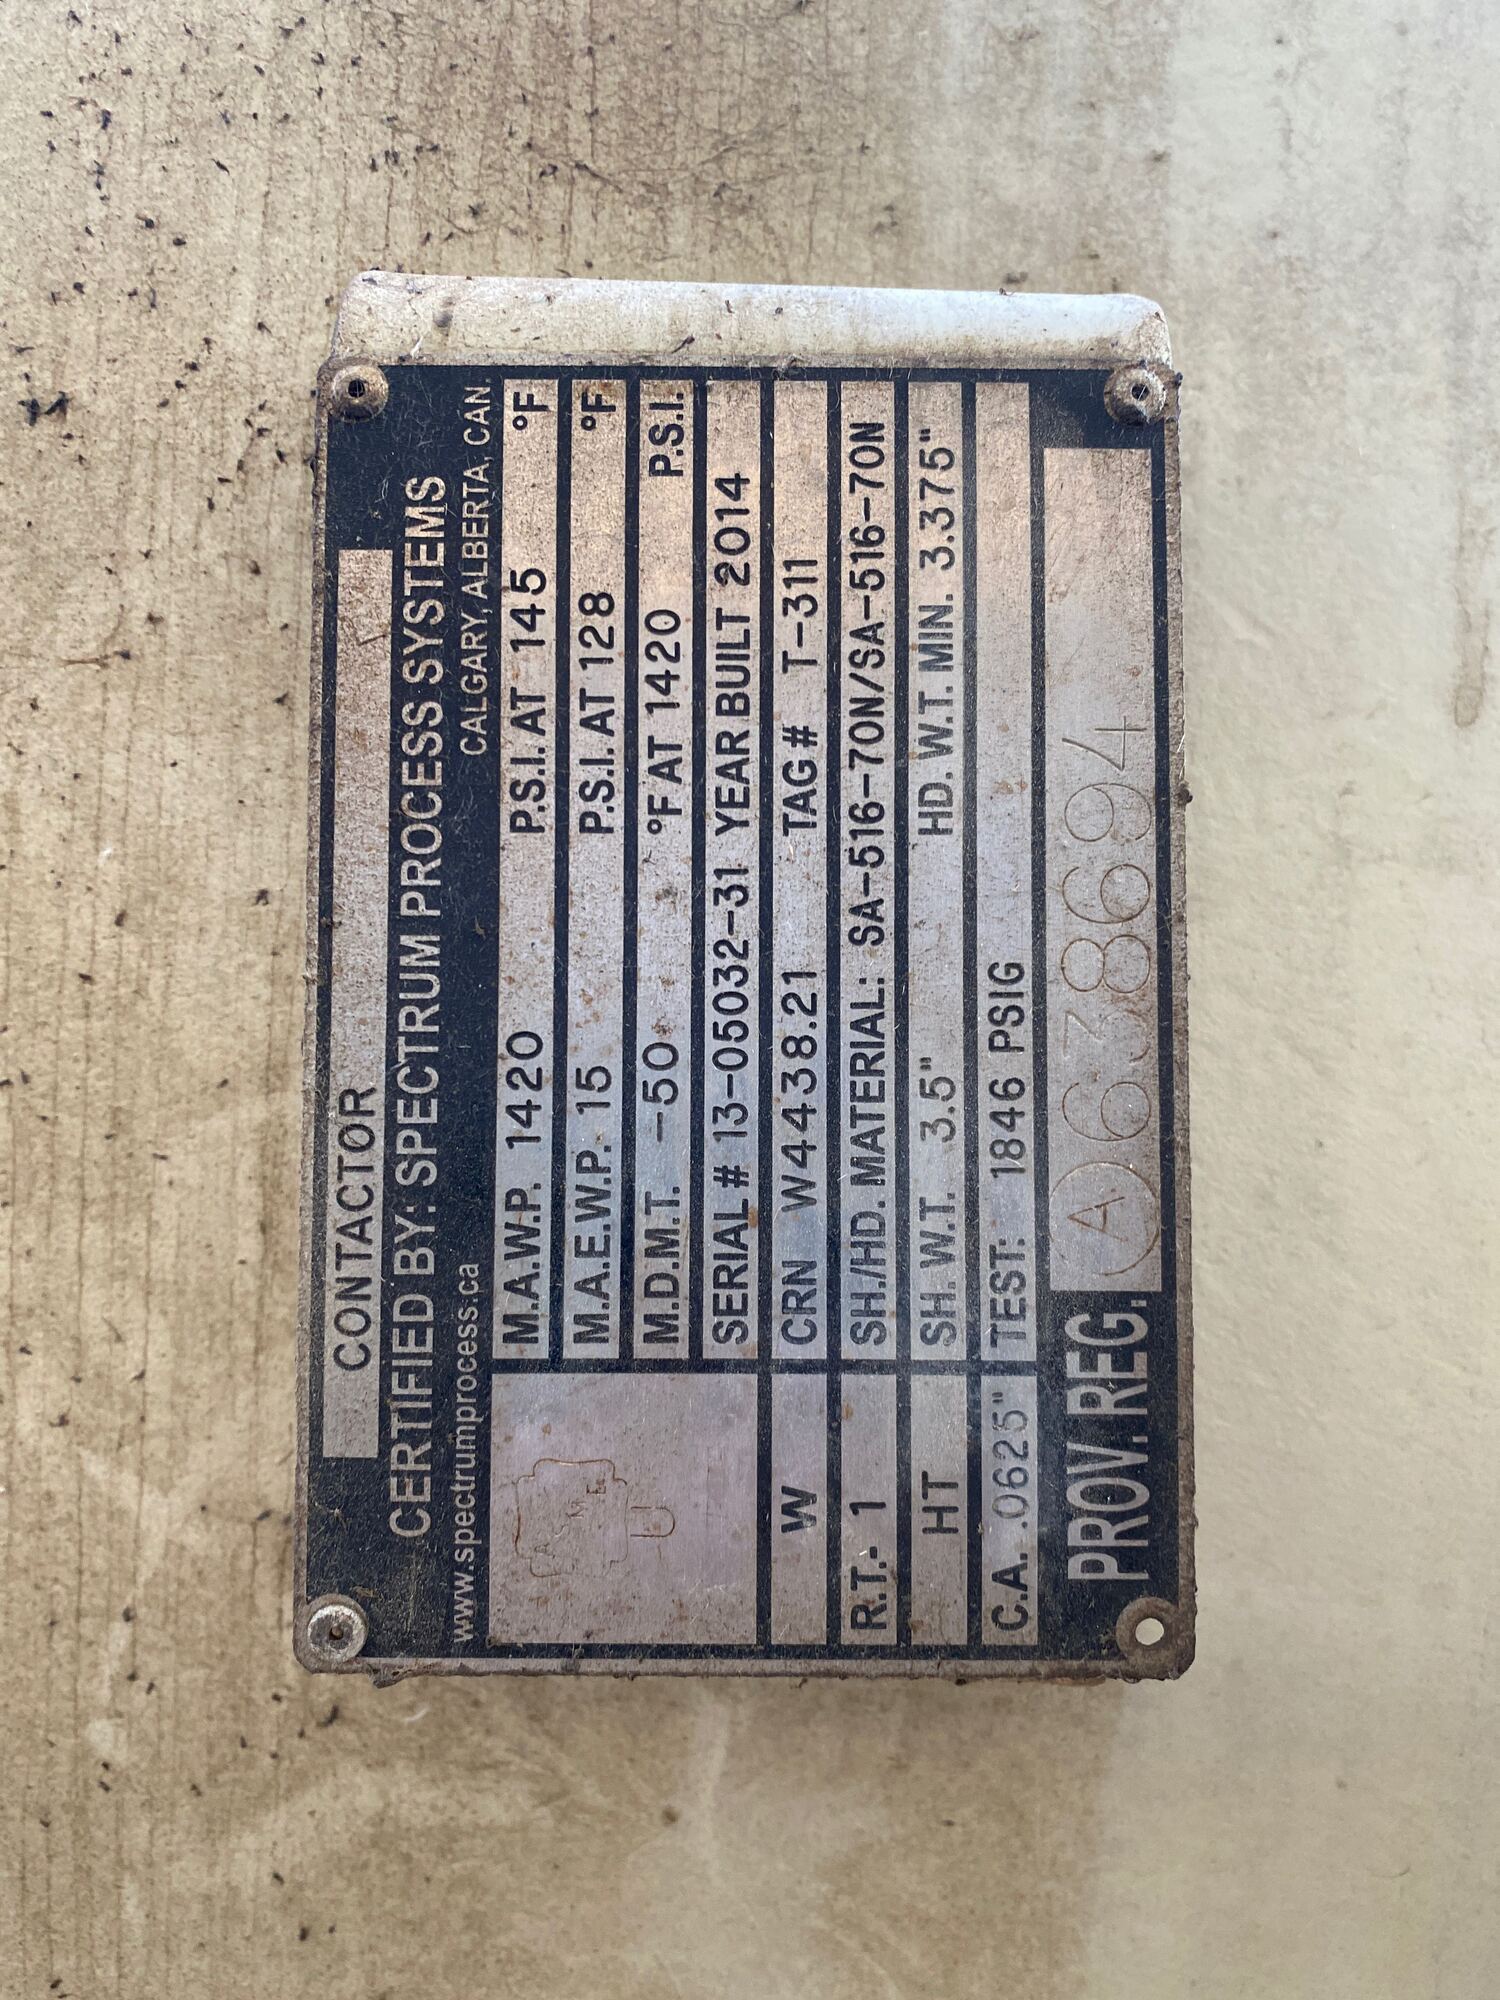 CONTACTOR
CERTIFIED BY: SPECTRUM PROCESS SYSTEMS
www.spectrumprocess.ca CALGARY, ALBERTA, CAN.
M.A.W.P. 1420 P.S.I. AT 145 °F
M.A.E.W.P. 15 P.S.I. AT 128 °F
M.D.M.T. -50 °F AT 1420 P.S.I.
SERIAL # 13-05032-31 YEAR BUILT 2014
ASME
U
W CRN W4438.21 TAG # T-311
R.T.- 1 SH./HD. MATERIAL: SA-516-70N/SA-516-70N
HT SH. W.T. 3.5" HD. W.T. MIN. 3.375"
C.A. .0625" TEST: 1846 PSIG
PROV. REG. A 638694